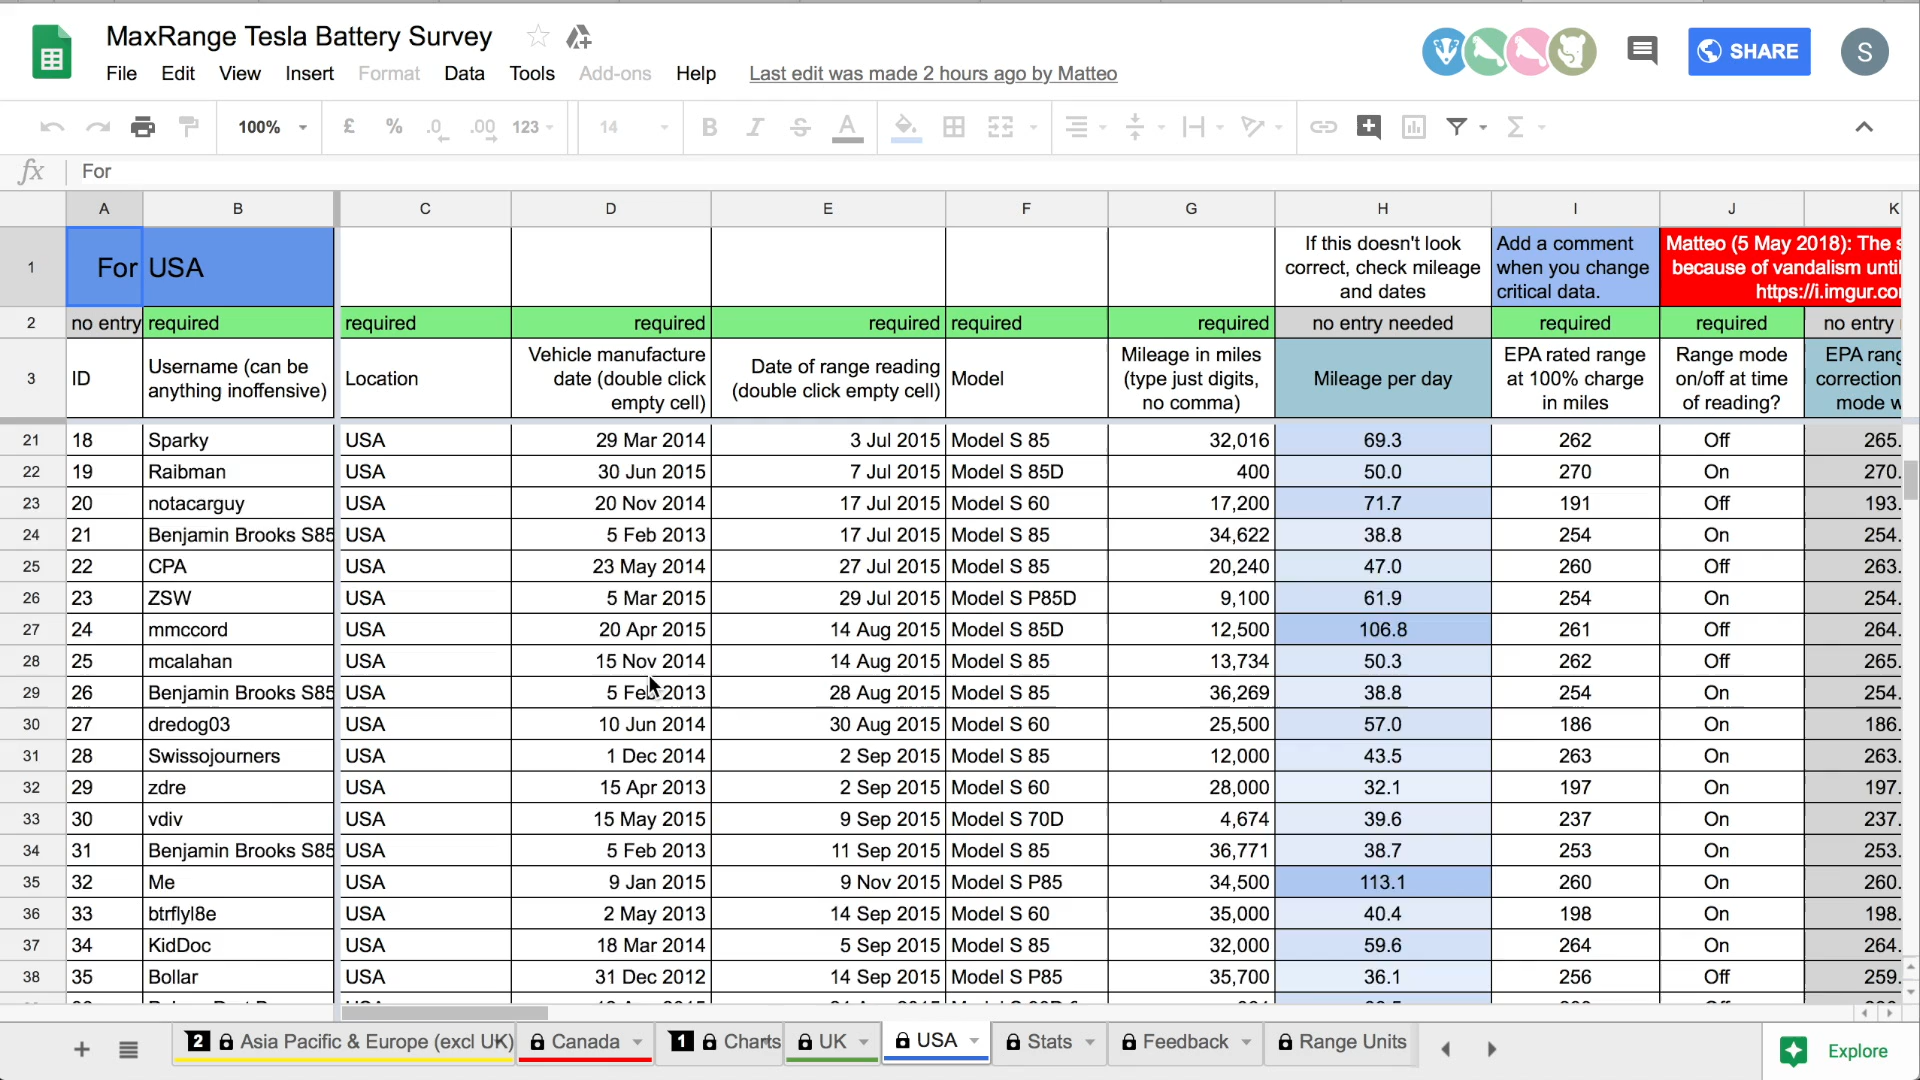 MaxRange Tesla Battery Survey
File Edit View Insert Format Data Tools Add-ons Help Last edit was made 2 hours ago by Matteo
SHARE
S
100% £ % .0 .00 123 14 B I S A Σ
fx For
A B C D E F G H I J K
1 For USA If this doesn't look correct, check mileage and dates Add a comment when you change critical data. Matteo (5 May 2018): The s
because of vandalism until
https://i.imgur.co
2 no entry required required required required required required no entry needed required required no entry
3 ID Username (can be anything inoffensive) Location Vehicle manufacture date (double click empty cell) Date of range reading (double click empty cell) Model Mileage in miles (type just digits, no comma) Mileage per day EPA rated range at 100% charge in miles Range mode on/off at time of reading? EPA rang
correction
mode w
21 18 Sparky USA 29 Mar 2014 3 Jul 2015 Model S 85 32,016 69.3 262 Off 265.
22 19 Raibman USA 30 Jun 2015 7 Jul 2015 Model S 85D 400 50.0 270 On 270.
23 20 notacarguy USA 20 Nov 2014 17 Jul 2015 Model S 60 17,200 71.7 191 Off 193.
24 21 Benjamin Brooks S85 USA 5 Feb 2013 17 Jul 2015 Model S 85 34,622 38.8 254 On 254.
25 22 CPA USA 23 May 2014 27 Jul 2015 Model S 85 20,240 47.0 260 Off 263.
26 23 ZSW USA 5 Mar 2015 29 Jul 2015 Model S P85D 9,100 61.9 254 On 254.
27 24 mmccord USA 20 Apr 2015 14 Aug 2015 Model S 85D 12,500 106.8 261 Off 264.
28 25 mcalahan USA 15 Nov 2014 14 Aug 2015 Model S 85 13,734 50.3 262 Off 265.
29 26 Benjamin Brooks S85 USA 5 Feb 2013 28 Aug 2015 Model S 85 36,269 38.8 254 On 254.
30 27 dredog03 USA 10 Jun 2014 30 Aug 2015 Model S 60 25,500 57.0 186 On 186.
31 28 Swissojourners USA 1 Dec 2014 2 Sep 2015 Model S 85 12,000 43.5 263 On 263.
32 29 zdre USA 15 Apr 2013 2 Sep 2015 Model S 60 28,000 32.1 197 On 197.
33 30 vdiv USA 15 May 2015 9 Sep 2015 Model S 70D 4,674 39.6 237 On 237.
34 31 Benjamin Brooks S85 USA 5 Feb 2013 11 Sep 2015 Model S 85 36,771 38.7 253 On 253.
35 32 Me USA 9 Jan 2015 9 Nov 2015 Model S P85 34,500 113.1 260 On 260.
36 33 btrflyl8e USA 2 May 2013 14 Sep 2015 Model S 60 35,000 40.4 198 On 198.
37 34 KidDoc USA 18 Mar 2014 5 Sep 2015 Model S 85 32,000 59.6 264 On 264.
38 35 Bollar USA 31 Dec 2012 14 Sep 2015 Model S P85 35,700 36.1 256 Off 259.
+ 2 Asia Pacific & Europe (excl UK) Canada 1 Charts UK USA Stats Feedback Range Units Explore